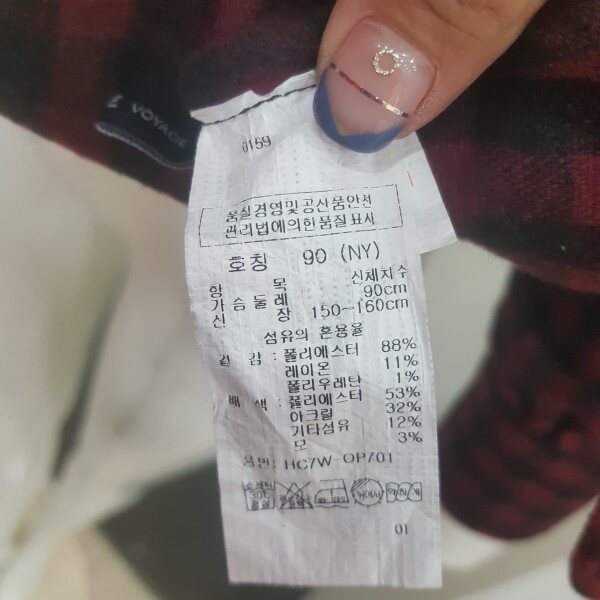 VOYAGE
0159
품질경영및공산품안전
관리법에의한품질표시
호칭 90 (NY)
항 목 신체치수
가슴둘레 90cm
신 장 150~160cm
섬유의 혼용율
겉 감 : 폴리에스터 88%
레이온 11%
폴리우레탄 1%
배 색 : 폴리에스터 53%
아크릴 32%
기타섬유 12%
모 3%
품번: HC7W-OP701
01